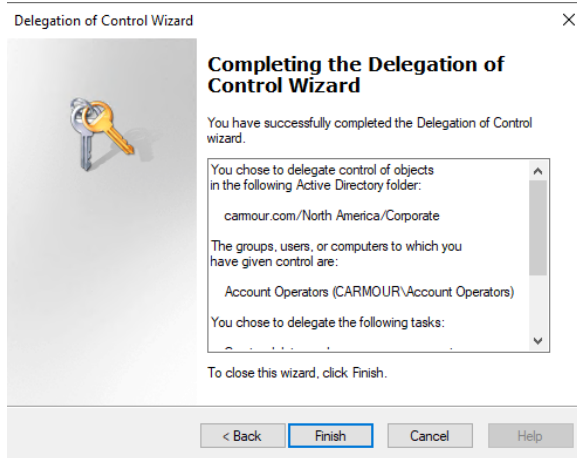 Delegation of Control Wizard
Completing the Delegation of
Control Wizard
You have successfully completed the Delegation of Control
wizard.
You chose to delegate control of objects
in the following Active Directory folder:
carmour.com/North America/Corporate
The groups, users, or computers to which you
have given control are:
Account Operators (CARMOUR\Account Operators)
You chose to delegate the following tasks:
To close this wizard, click Finish.
< Back
Finish
Cancel
Help